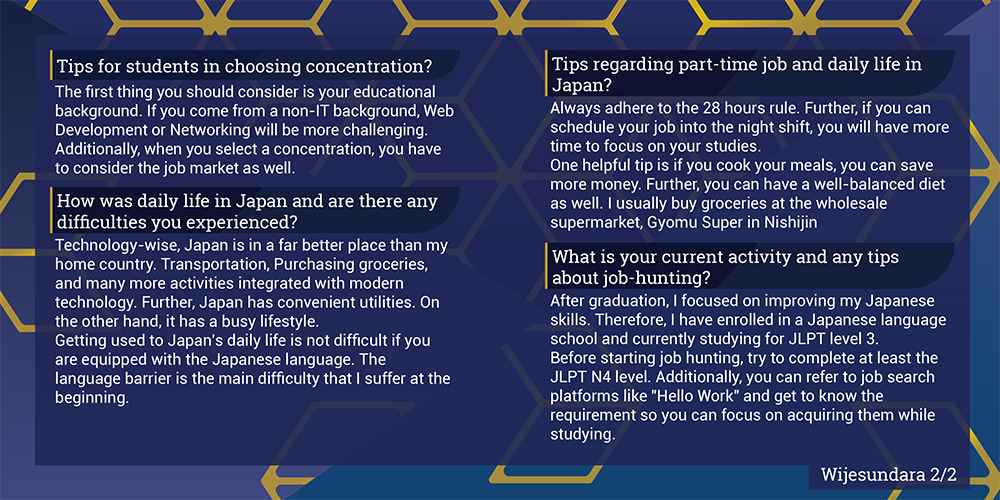 Tips for students in choosing concentration?
The first thing you should consider is your educational
background. If you come from a non-IT background, Web
Development or Networking will be more challenging.
Additionally, when you select a concentration, you have
to consider the job market as well.
How was daily life in Japan and are there any
difficulties you experienced?
Technology-wise, Japan is in a far better place than my
home country. Transportation, Purchasing groceries,
and many more activities integrated with modern
technology. Further, Japan has convenient utilities. On
the other hand, it has a busy lifestyle.
Getting used to Japan's daily life is not difficult if you
are equipped with the Japanese language. The
language barrier is the main difficulty that I suffer at the
beginning.
Tips regarding part-time job and daily life in
Japan?
Always adhere to the 28 hours rule. Further, if you can
schedule your job into the night shift, you will have more
time to focus on your studies.
One helpful tip is if you cook your meals, you can save
more money. Further, you can have a well-balanced diet
as well. I usually buy groceries at the wholesale
supermarket, Gyomu Super in Nishijin
What is your current activity and any tips
about job-hunting?
After graduation, I focused on improving my Japanese
skills. Therefore, I have enrolled in a Japanese language
school and currently studying for JLPT level 3.
Before starting job hunting, try to complete at least the
JLPT N4 level. Additionally, you can refer to job search
platforms like "Hello Work" and get to know the
requirement so you can focus on acquiring them while
studying.
Wijesundara 2/2